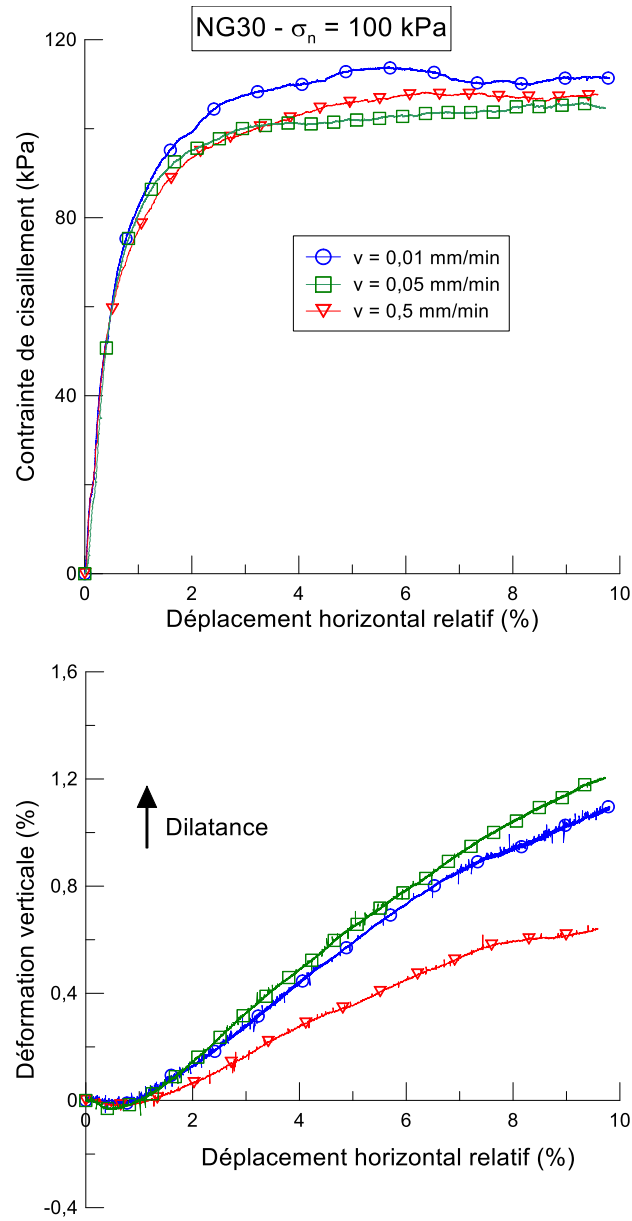 NG30 - σn = 100 kPa
120
80
40
0
Contrainte de cisaillement (kPa)
v = 0,01 mm/min
v = 0,05 mm/min
v = 0,5 mm/min
0 2 4 6 8 10
Déplacement horizontal relatif (%)
1,6
1,2
0,8
0,4
0
-0,4
Déformation verticale (%)
Dilatance
2 4 6 8 10
Déplacement horizontal relatif (%)